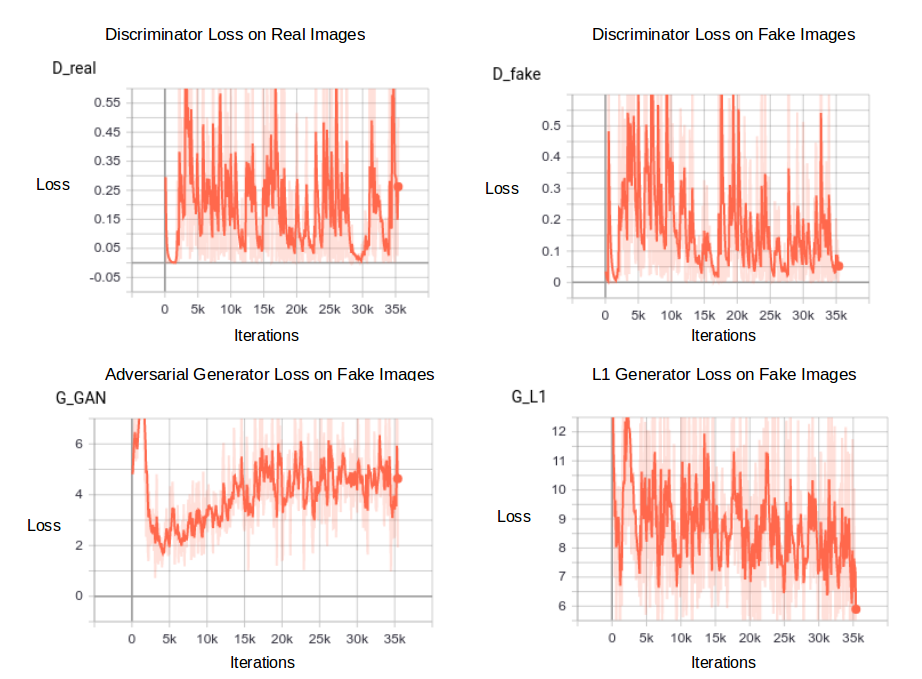 Discriminator Loss on Real Images
Discriminator Loss on Fake Images
D_real
D_fake
0.55
0.45
0.35
0.25
0.15
0.05
-0.05
Loss
0 5k 10k 15k 20k 25k 30k 35k
Iterations
0.5
0.4
0.3
0.2
0.1
0
Loss
0 5k 10k 15k 20k 25k 30k 35k
Iterations
Adversarial Generator Loss on Fake Images
L1 Generator Loss on Fake Images
G_GAN
G_L1
6
4
2
0
Loss
0 5k 10k 15k 20k 25k 30k 35k
Iterations
12
11
10
9
8
7
6
Loss
0 5k 10k 15k 20k 25k 30k 35k
Iterations